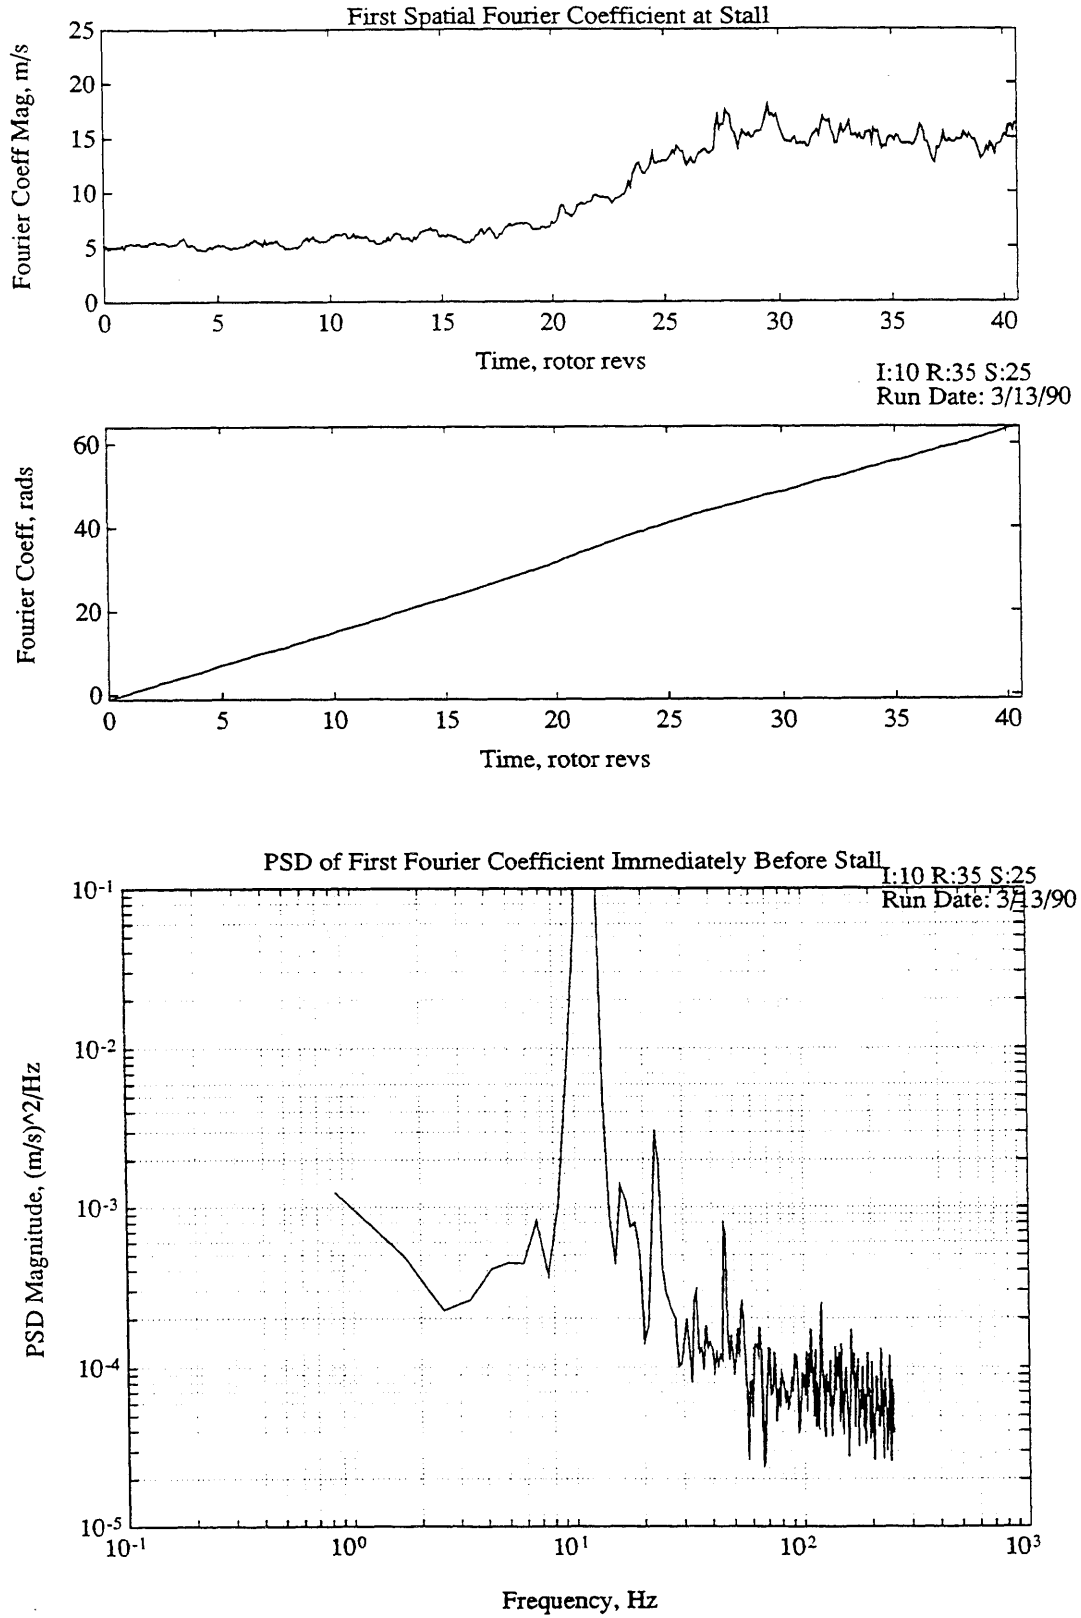 First Spatial Fourier Coefficient at Stall
25
20
15
10
5
0
Fourier Coeff Mag, m/s
0 5 10 15 20 25 30 35 40
Time, rotor revs
I:10 R:35 S:25
Run Date: 3/13/90
60
40
20
0
Fourier Coeff, rads
0 5 10 15 20 25 30 35 40
Time, rotor revs
PSD of First Fourier Coefficient Immediately Before Stall
I:10 R:35 S:25
Run Date: 3/13/90
10-1
10-2
10-3
10-4
10-5
PSD Magnitude, (m/s)^2/Hz
10-1 100 101 102 103
Frequency, Hz